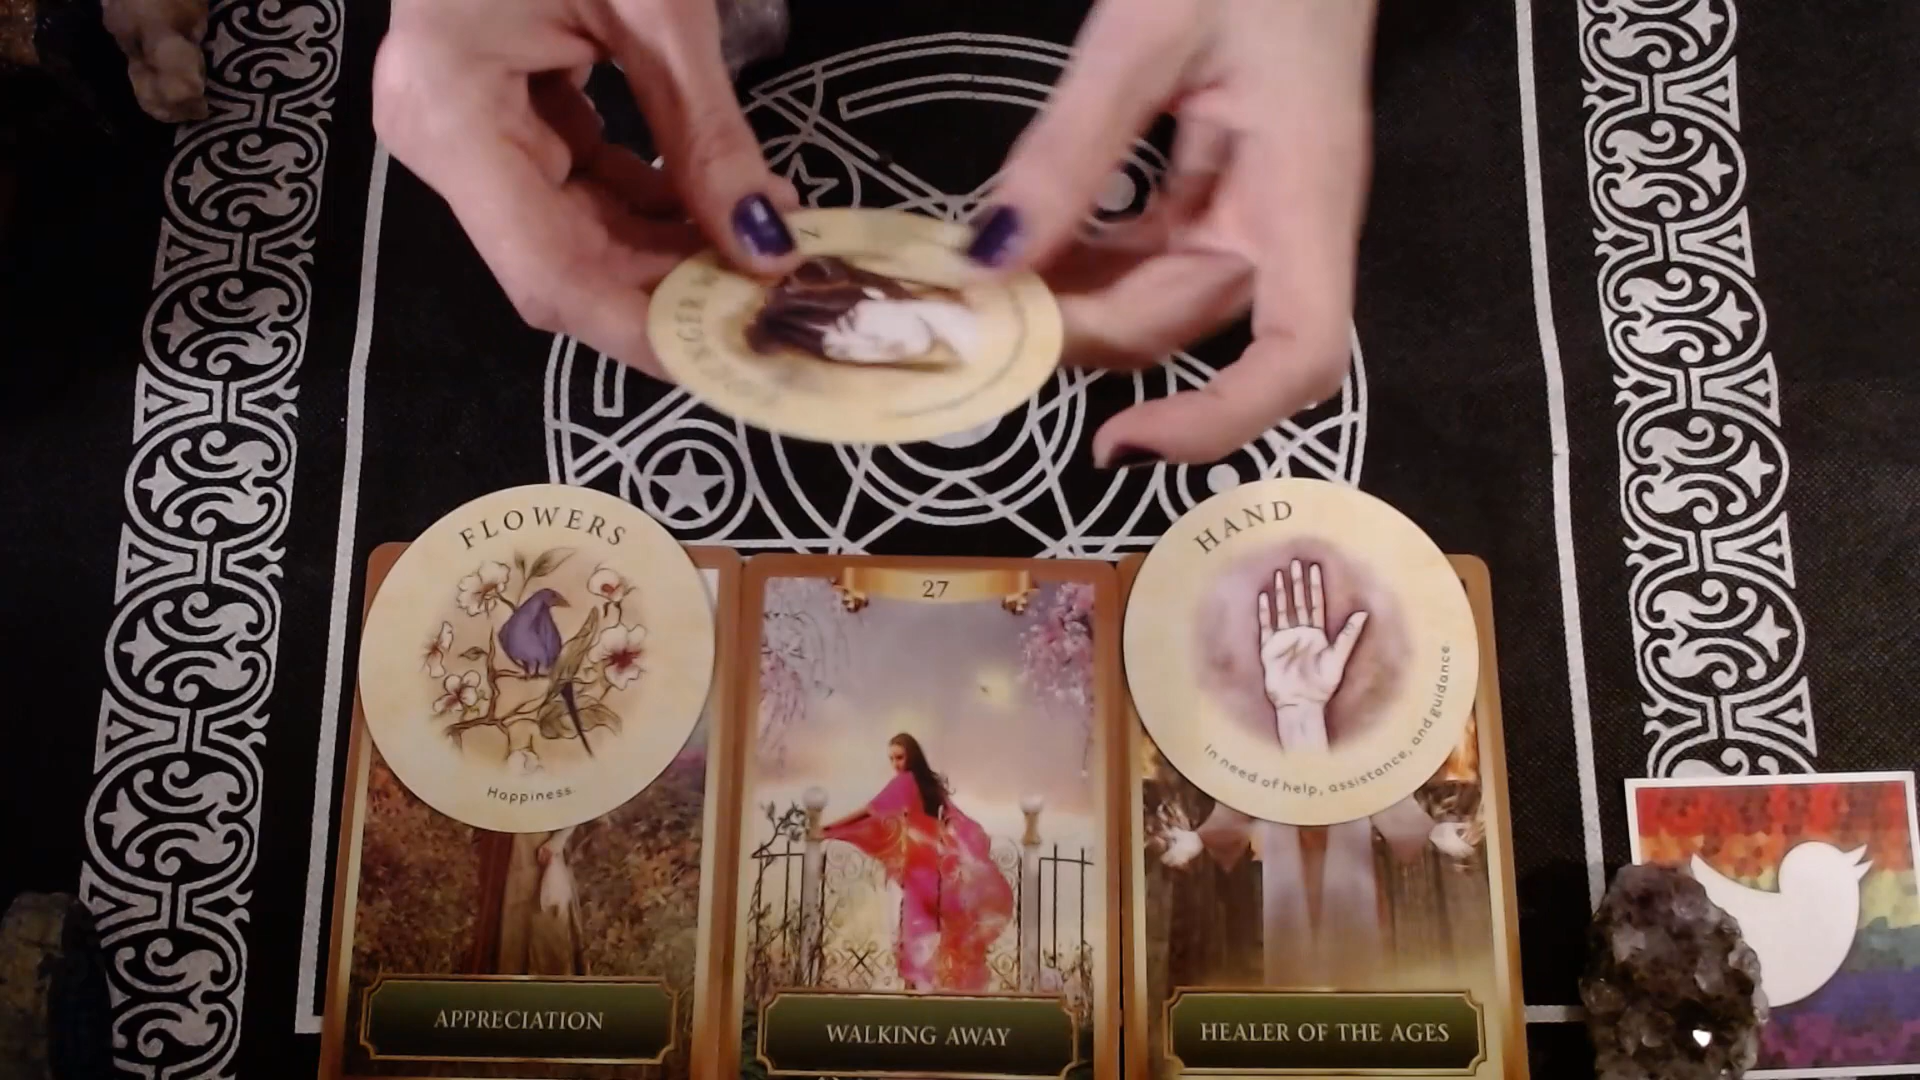 FLOWERS
Happiness.
HAND
In need of help, assistance, and guidance.
27
APPRECIATION
WALKING AWAY
HEALER OF THE AGES